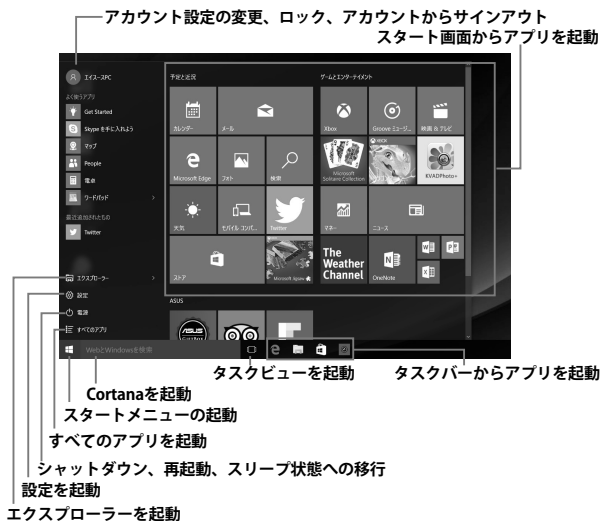 アカウント設定の変更、ロック、アカウントからサインアウト
スタート画面からアプリを起動
エイスースPC
よく使うアプリ
Get Started
Skype を手に入れよう
マップ
People
電卓
ワードパッド
最近追加されたもの
Twitter
エクスプローラー
設定
電源
すべてのアプリ
WebとWindowsを検索
予定と近況
カレンダー
メール
Microsoft Edge
フォト
検索
天気
モバイル コンパ...
Twitter
ストア
Microsoft Jigsaw
ゲームとエンターテイメント
Xbox
Groove ミュージ...
映画 & テレビ
Microsoft
Solitaire Collection
XBOX
KVADPhoto+
マネー
ニュース
The
Weather
Channel
OneNote
ASUS
タスクビューを起動
タスクバーからアプリを起動
Cortanaを起動
スタートメニューの起動
すべてのアプリを起動
シャットダウン、再起動、スリープ状態への移行
設定を起動
エクスプローラーを起動